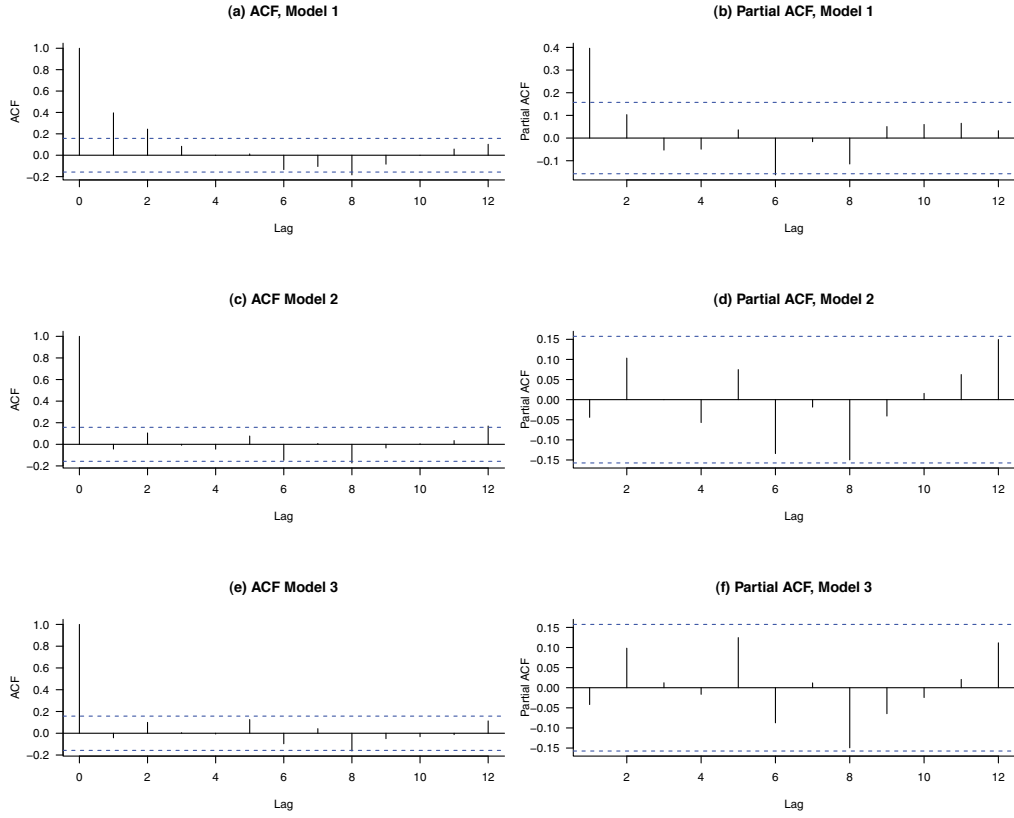 (a) ACF, Model 1
ACF
1.0
0.8
0.6
0.4
0.2
0.0
−0.2
0 2 4 6 8 10 12
Lag
(b) Partial ACF, Model 1
Partial ACF
0.4
0.3
0.2
0.1
0.0
−0.1
2 4 6 8 10 12
Lag
(c) ACF Model 2
ACF
1.0
0.8
0.6
0.4
0.2
0.0
−0.2
0 2 4 6 8 10 12
Lag
(d) Partial ACF, Model 2
Partial ACF
0.15
0.10
0.05
0.00
−0.05
−0.10
−0.15
2 4 6 8 10 12
Lag
(e) ACF Model 3
ACF
1.0
0.8
0.6
0.4
0.2
0.0
−0.2
0 2 4 6 8 10 12
Lag
(f) Partial ACF, Model 3
Partial ACF
0.15
0.10
0.05
0.00
−0.05
−0.10
−0.15
2 4 6 8 10 12
Lag